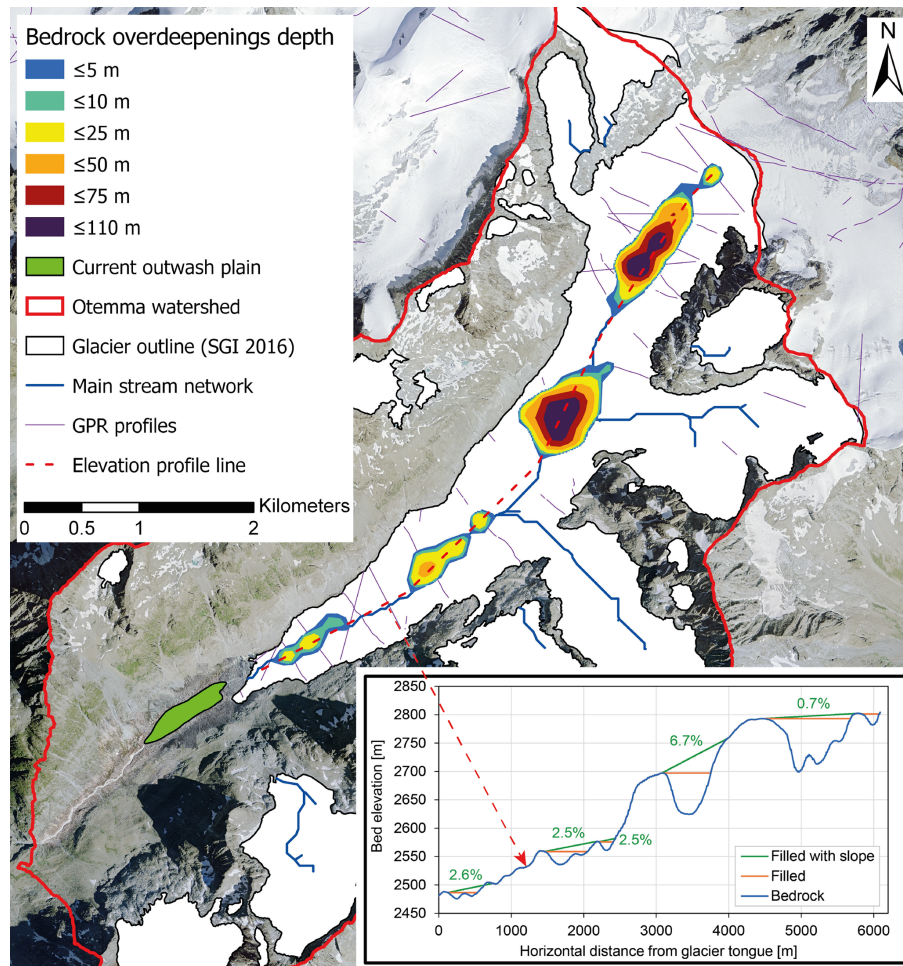 Bedrock overdeepenings depth
≤5 m
≤10 m
≤25 m
≤50 m
≤75 m
≤110 m
Current outwash plain
Otemma watershed
Glacier outline (SGI 2016)
Main stream network
GPR profiles
Elevation profile line
Kilometers
0 0.5 1 2
N
2850
2800
2750
2700
2650
2600
2550
2500
2450
Bed elevation [m]
0.7%
6.7%
2.5%
2.5%
2.6%
Filled with slope
Filled
Bedrock
0 1000 2000 3000 4000 5000 6000
Horizontal distance from glacier tongue [m]